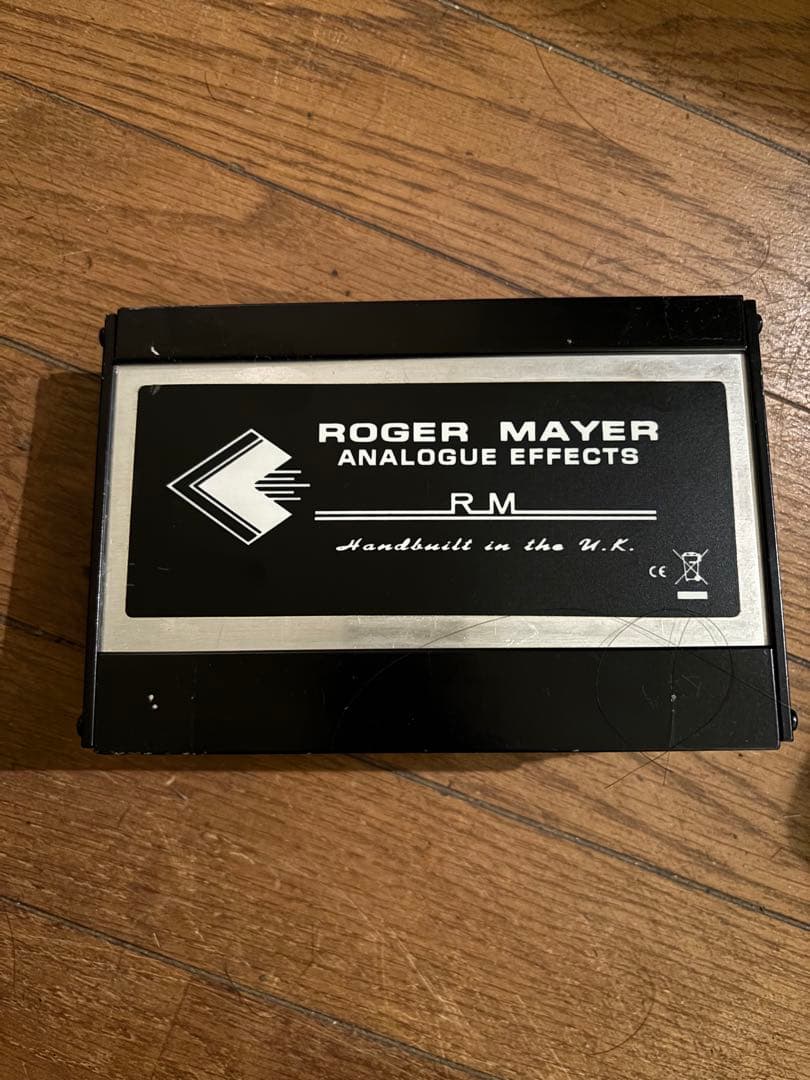 ROGER MAYER
ANALOGUE EFFECTS
RM
Handbuilt in the U.K.
CE